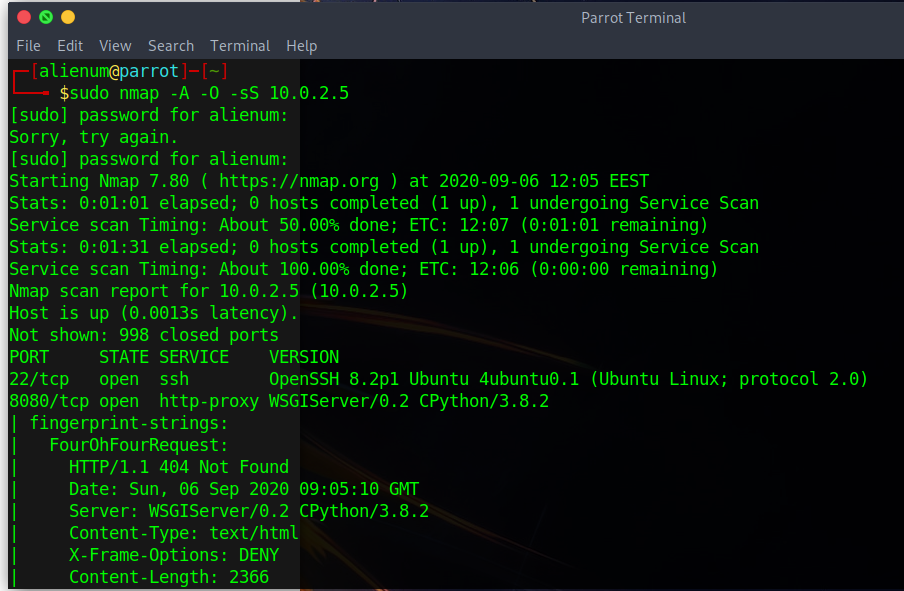 Parrot Terminal
File Edit View Search Terminal Help
┌─[alienum@parrot]─[~]
└──╼ $sudo nmap -A -O -sS 10.0.2.5
[sudo] password for alienum:
Sorry, try again.
[sudo] password for alienum:
Starting Nmap 7.80 ( https://nmap.org ) at 2020-09-06 12:05 EEST
Stats: 0:01:01 elapsed; 0 hosts completed (1 up), 1 undergoing Service Scan
Service scan Timing: About 50.00% done; ETC: 12:07 (0:01:01 remaining)
Stats: 0:01:31 elapsed; 0 hosts completed (1 up), 1 undergoing Service Scan
Service scan Timing: About 100.00% done; ETC: 12:06 (0:00:00 remaining)
Nmap scan report for 10.0.2.5 (10.0.2.5)
Host is up (0.0013s latency).
Not shown: 998 closed ports
PORT     STATE SERVICE    VERSION
22/tcp   open  ssh        OpenSSH 8.2p1 Ubuntu 4ubuntu0.1 (Ubuntu Linux; protocol 2.0)
8080/tcp open  http-proxy WSGIServer/0.2 CPython/3.8.2
| fingerprint-strings:
|   FourOhFourRequest:
|     HTTP/1.1 404 Not Found
|     Date: Sun, 06 Sep 2020 09:05:10 GMT
|     Server: WSGIServer/0.2 CPython/3.8.2
|     Content-Type: text/html
|     X-Frame-Options: DENY
|     Content-Length: 2366